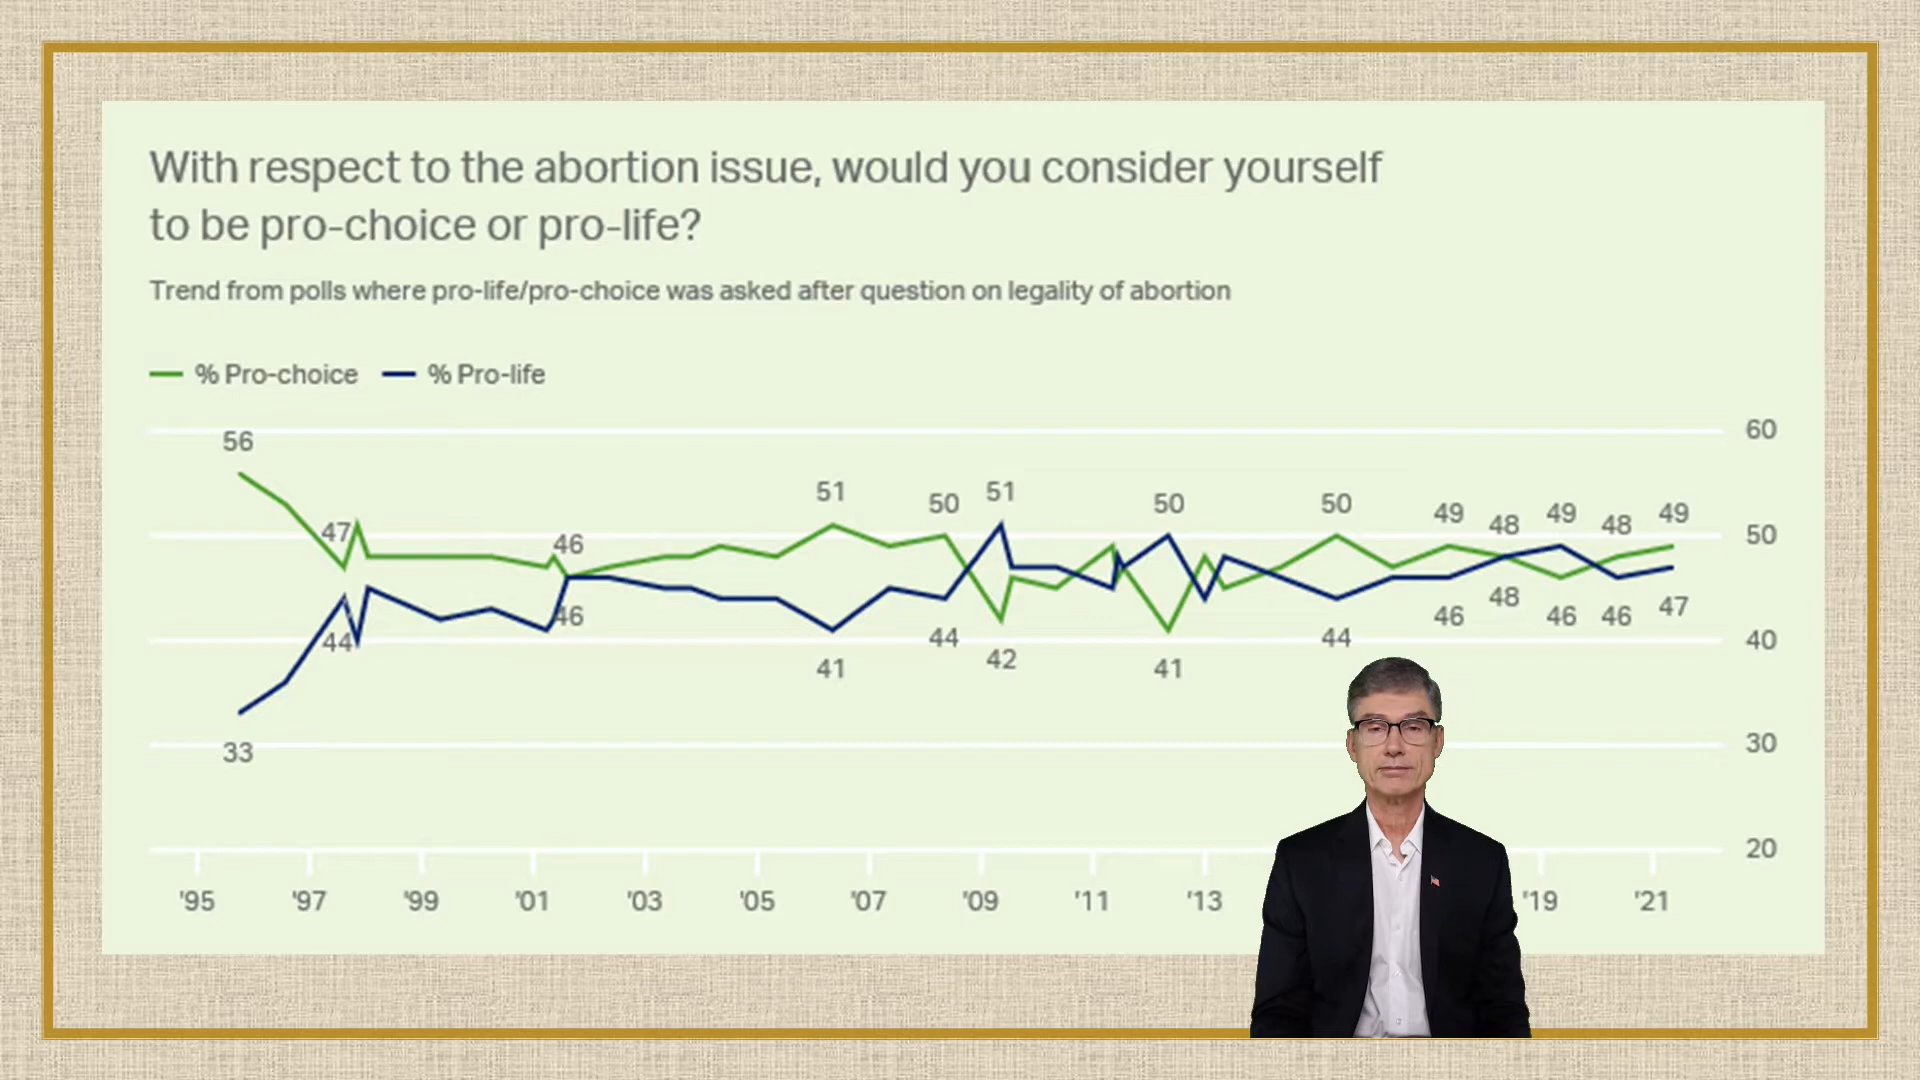 With respect to the abortion issue, would you consider yourself
to be pro-choice or pro-life?
Trend from polls where pro-life/pro-choice was asked after question on legality of abortion
% Pro-choice % Pro-life
60
56
51 50 51 50 50 49 48 49 48 49
47 46
50
46 48 46 46 47
44 44 44
40
41 42 41
33
30
20
'95 '97 '99 '01 '03 '05 '07 '09 '11 '13 '19 '21